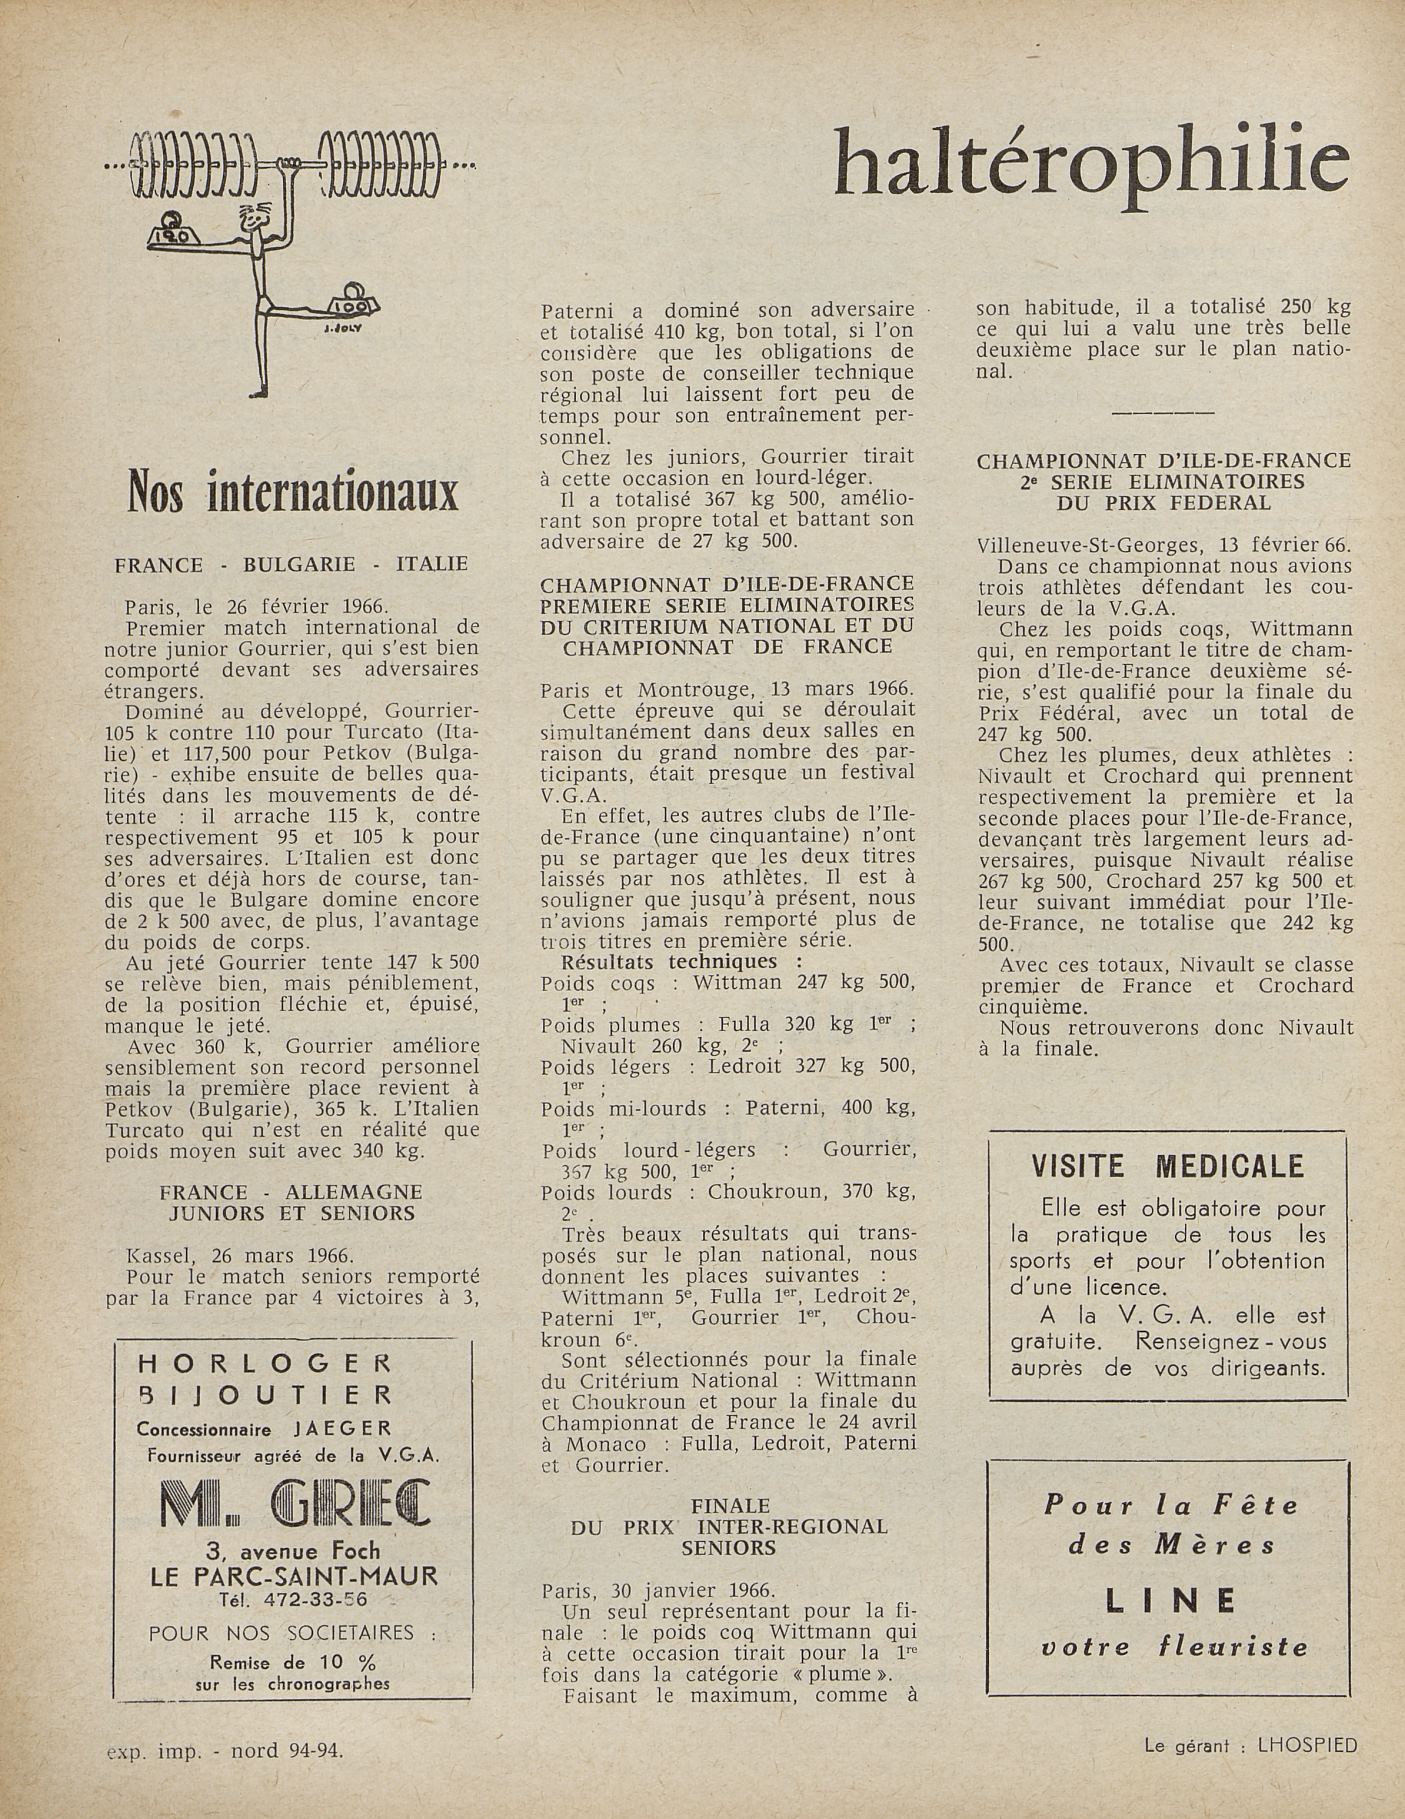 haltérophilie
120
100
J. JOLY
Nos internationaux
FRANCE - BULGARIE - ITALIE
Paris, le 26 février 1966.
Premier match international de
notre junior Gourrier, qui s'est bien
comporté devant ses adversaires
étrangers.
Dominé au développé, Gourrier-
105 k contre 110 pour Turcato (Ita-
lie) et 117,500 pour Petkov (Bulga-
rie) - exhibe ensuite de belles qua-
lités dans les mouvements de dé-
tente : il arrache 115 k, contre
respectivement 95 et 105 k pour
ses adversaires. L'Italien est donc
d'ores et déjà hors de course, tan-
dis que le Bulgare domine encore
de 2 k 500 avec, de plus, l'avantage
du poids de corps.
Au jeté Gourrier tente 147 k 500
se relève bien, mais péniblement,
de la position fléchie et, épuisé,
manque le jeté.
Avec 360 k, Gourrier améliore
sensiblement son record personnel
mais la première place revient à
Petkov (Bulgarie), 365 k. L'Italien
Turcato qui n'est en réalité que
poids moyen suit avec 340 kg.
FRANCE - ALLEMAGNE
JUNIORS ET SENIORS
Kassel, 26 mars 1966.
Pour le match seniors remporté
par la France par 4 victoires à 3,
HORLOGER
BIJOUTIER
Concessionnaire JAEGER
Fournisseur agréé de la V.G.A.
M. GREC
3, avenue Foch
LE PARC-SAINT-MAUR
Tél. 472-33-56
POUR NOS SOCIETAIRES :
Remise de 10 %
sur les chronographes
Paterni a dominé son adversaire
et totalisé 410 kg, bon total, si l'on
considère que les obligations de
son poste de conseiller technique
régional lui laissent fort peu de
temps pour son entraînement per-
sonnel.
Chez les juniors, Gourrier tirait
à cette occasion en lourd-léger.
Il a totalisé 367 kg 500, amélio-
rant son propre total et battant son
adversaire de 27 kg 500.
CHAMPIONNAT D'ILE-DE-FRANCE
PREMIERE SERIE ELIMINATOIRES
DU CRITERIUM NATIONAL ET DU
CHAMPIONNAT DE FRANCE
Paris et Montrouge, 13 mars 1966.
Cette épreuve qui se déroulait
simultanément dans deux salles en
raison du grand nombre des par-
ticipants, était presque un festival
V.G.A.
En effet, les autres clubs de l'Ile-
de-France (une cinquantaine) n'ont
pu se partager que les deux titres
laissés par nos athlètes. Il est à
souligner que jusqu'à présent, nous
n'avions jamais remporté plus de
trois titres en première série.
Résultats techniques :
Poids coqs : Wittman 247 kg 500,
1er ;
Poids plumes : Fulla 320 kg 1er ;
Nivault 260 kg, 2e ;
Poids légers : Ledroit 327 kg 500,
1er ;
Poids mi-lourds : Paterni, 400 kg,
1er ;
Poids lourd-légers : Gourrier,
367 kg 500, 1er ;
Poids lourds : Choukroun, 370 kg,
2e .
Très beaux résultats qui trans-
posés sur le plan national, nous
donnent les places suivantes :
Wittmann 5e, Fulla 1er, Ledroit 2e,
Paterni 1er, Gourrier 1er, Chou-
kroun 6e.
Sont sélectionnés pour la finale
du Critérium National : Wittmann
et Choukroun et pour la finale du
Championnat de France le 24 avril
à Monaco : Fulla, Ledroit, Paterni
et Gourrier.
FINALE
DU PRIX INTER-REGIONAL
SENIORS
Paris, 30 janvier 1966.
Un seul représentant pour la fi-
nale : le poids coq Wittmann qui
à cette occasion tirait pour la 1re
fois dans la catégorie « plume ».
Faisant le maximum, comme à
son habitude, il a totalisé 250 kg
ce qui lui a valu une très belle
deuxième place sur le plan natio-
nal.
CHAMPIONNAT D'ILE-DE-FRANCE
2e SERIE ELIMINATOIRES
DU PRIX FEDERAL
Villeneuve-St-Georges, 13 février 66.
Dans ce championnat nous avions
trois athlètes défendant les cou-
leurs de la V.G.A.
Chez les poids coqs, Wittmann
qui, en remportant le titre de cham-
pion d'Ile-de-France deuxième sé-
rie, s'est qualifié pour la finale du
Prix Fédéral, avec un total de
247 kg 500.
Chez les plumes, deux athlètes :
Nivault et Crochard qui prennent
respectivement la première et la
seconde places pour l'Ile-de-France,
devançant très largement leurs ad-
versaires, puisque Nivault réalise
267 kg 500, Crochard 257 kg 500 et
leur suivant immédiat pour l'Ile-
de-France, ne totalise que 242 kg
500.
Avec ces totaux, Nivault se classe
premier de France et Crochard
cinquième.
Nous retrouverons donc Nivault
à la finale.
VISITE MEDICALE
Elle est obligatoire pour
la pratique de tous les
sports et pour l'obtention
d'une licence.
A la V.G.A. elle est
gratuite. Renseignez-vous
auprès de vos dirigeants.
Pour la Fête
des Mères
LINE
votre fleuriste
exp. imp. - nord 94-94.
Le gérant : LHOSPIED